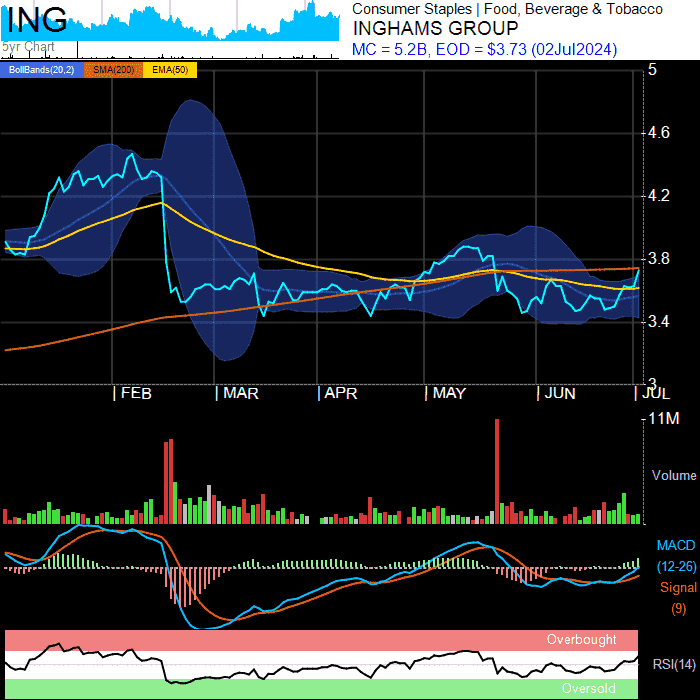 ING
5yr Chart
Consumer Staples | Food, Beverage & Tobacco
INGHAMS GROUP
MC = 5.2B, EOD = $3.73 (02Jul2024)
BollBands(20,2) SMA(200) EMA(50)
5
4.6
4.2
3.8
3.4
3
FEB MAR APR MAY JUN JUL
11M
Volume
MACD
(12-26)
Signal
(9)
Overbought
RSI(14)
Oversold